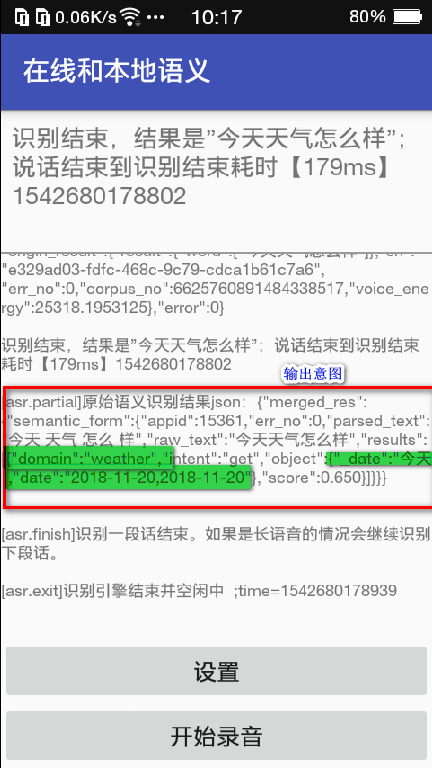 0.06K/s ··· 10:17 80%
在线和本地语义
识别结束，结果是”今天天气怎么样”；
说话结束到识别结束耗时【179ms】
1542680178802
"e329ad03-fdfc-468c-9c79-cdca1b61c7a6",
"err_no":0,"corpus_no":6625760891484338517,"voice_ene
rgy":25318.1953125},"error":0}
识别结束，结果是”今天天气怎么样”；说话结束到识别结束
耗时【179ms】1542680178802
输出意图
[asr.partial]原始语义识别结果json：{"merged_res":
"semantic_form":{"appid":15361,"err_no":0,"parsed_text":
今天 天气 怎么 样","raw_text":"今天天气怎么样","results":
{"domain":"weather","intent":"get","object":{"_date":"今天
,"date":"2018-11-20,2018-11-20"},"score":0.650}]}}}
[asr.finish]识别一段话结束。如果是长语音的情况会继续识别
下段话。
[asr.exit]识别引擎结束并空闲中 ;time=1542680178939
设置
开始录音